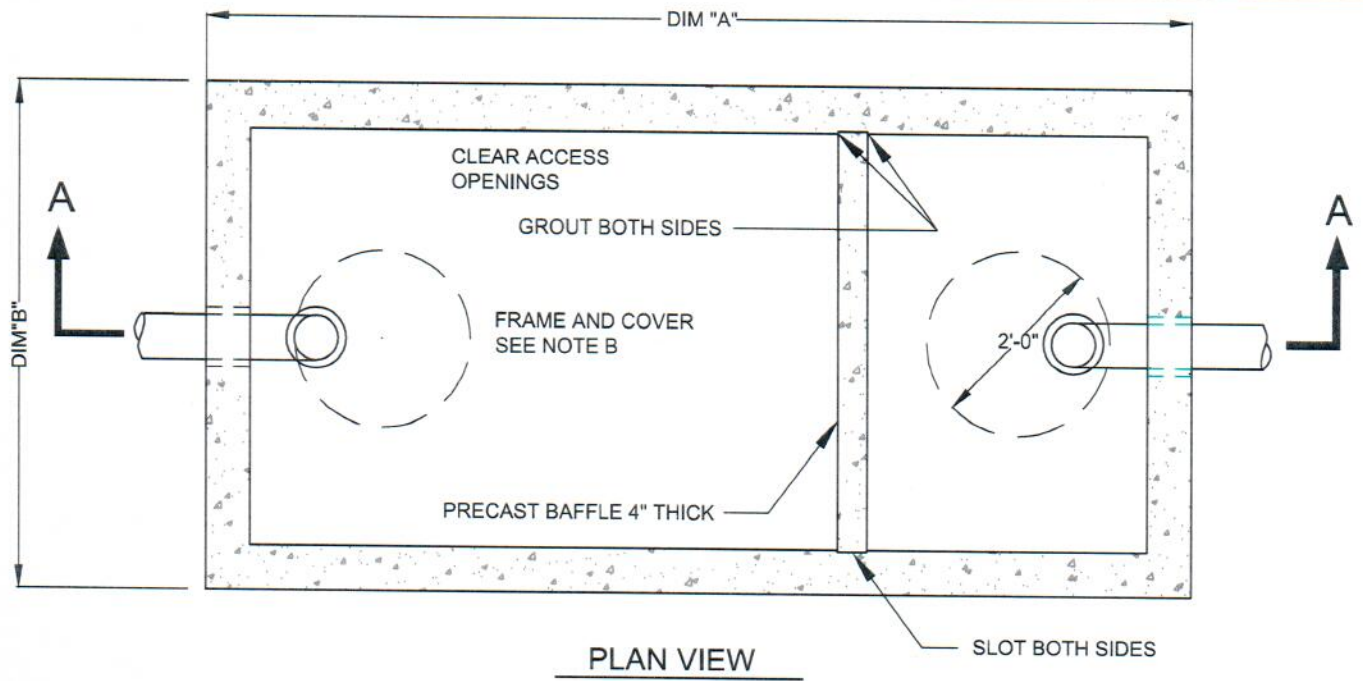 DIM "A"
CLEAR ACCESS
OPENINGS
GROUT BOTH SIDES
A
A
DIM"B"
FRAME AND COVER
SEE NOTE B
2'-0"
PRECAST BAFFLE 4" THICK
SLOT BOTH SIDES
PLAN VIEW